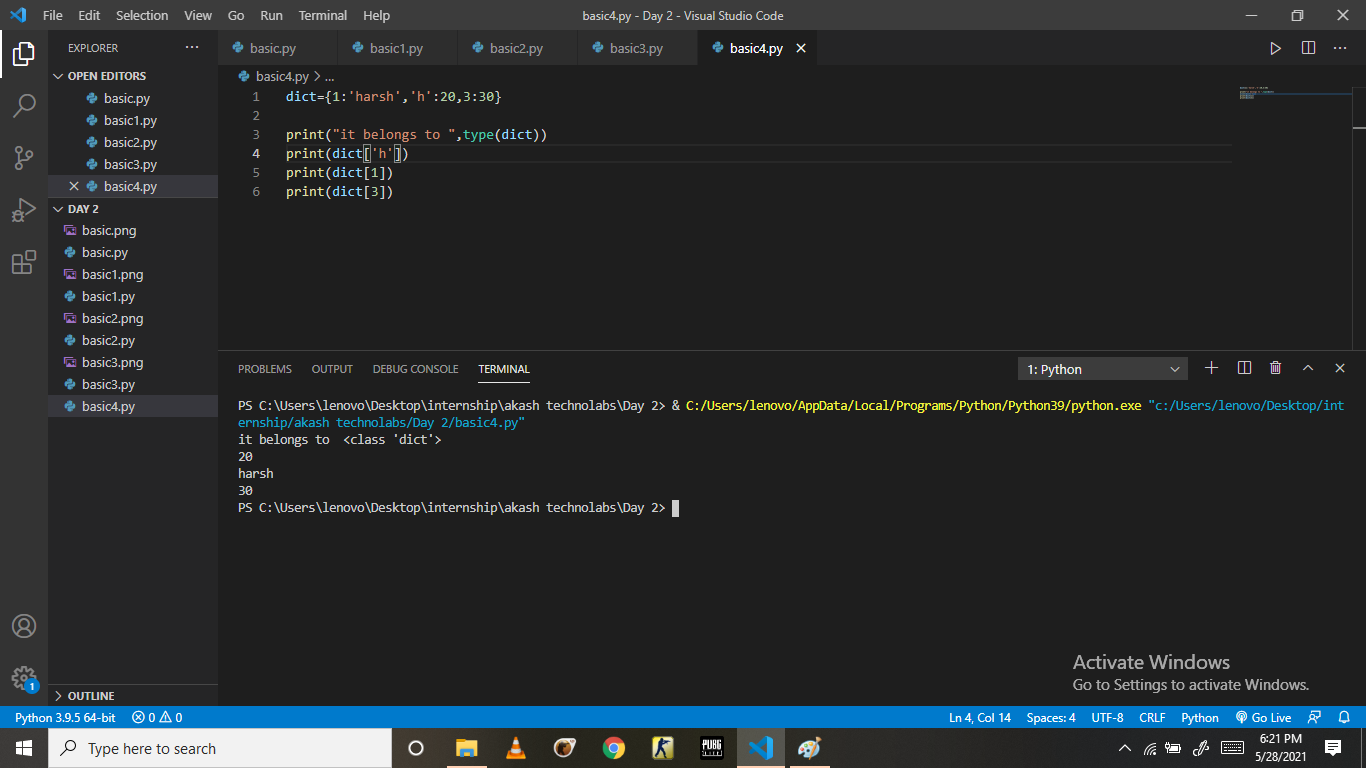 File Edit Selection View Go Run Terminal Help
basic4.py - Day 2 - Visual Studio Code
EXPLORER
OPEN EDITORS
basic.py
basic1.py
basic2.py
basic3.py
basic4.py
DAY 2
basic.png
basic.py
basic1.png
basic1.py
basic2.png
basic2.py
basic3.png
basic3.py
basic4.py
OUTLINE
basic.py basic1.py basic2.py basic3.py basic4.py
basic4.py > ...
1 dict={1:'harsh','h':20,3:30}
2
3 print("it belongs to ",type(dict))
4 print(dict['h'])
5 print(dict[1])
6 print(dict[3])
PROBLEMS OUTPUT DEBUG CONSOLE TERMINAL
1: Python
PS C:\Users\lenovo\Desktop\internship\akash technolabs\Day 2> & C:/Users/lenovo/AppData/Local/Programs/Python/Python39/python.exe "c:/Users/lenovo/Desktop/int
ernship/akash technolabs/Day 2/basic4.py"
it belongs to  <class 'dict'>
20
harsh
30
PS C:\Users\lenovo\Desktop\internship\akash technolabs\Day 2>
Activate Windows
Go to Settings to activate Windows.
1
Python 3.9.5 64-bit 0 0
Ln 4, Col 14 Spaces: 4 UTF-8 CRLF Python Go Live
Type here to search
PUBG
6:21 PM
5/28/2021